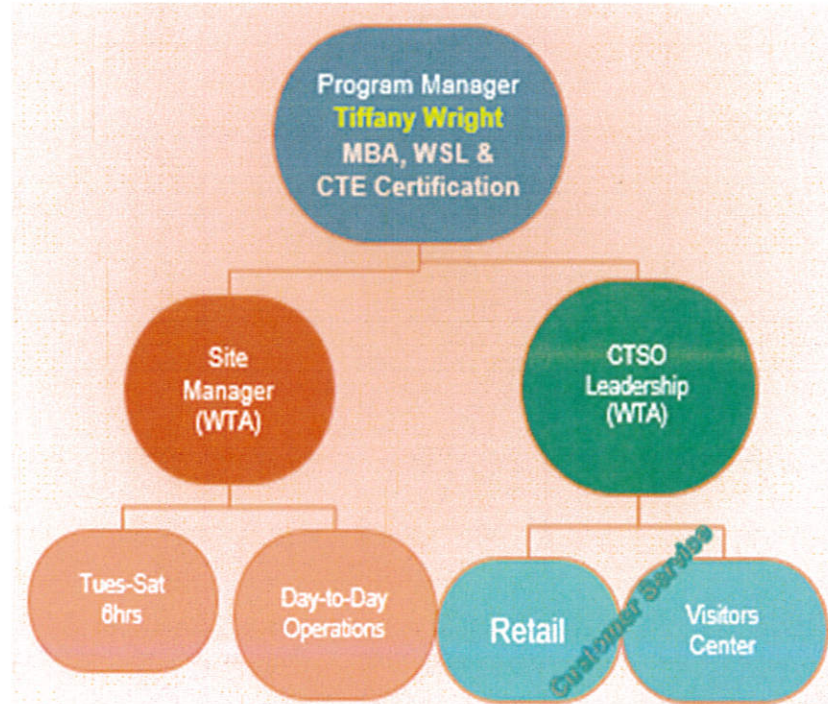 Program Manager
Tiffany Wright
MBA, WSL &
CTE Certification
Site
Manager
(WTA)
CTSO
Leadership
(WTA)
Tues-Sat
6hrs
Day-to-Day
Operations
Retail
Customer Service
Visitors
Center